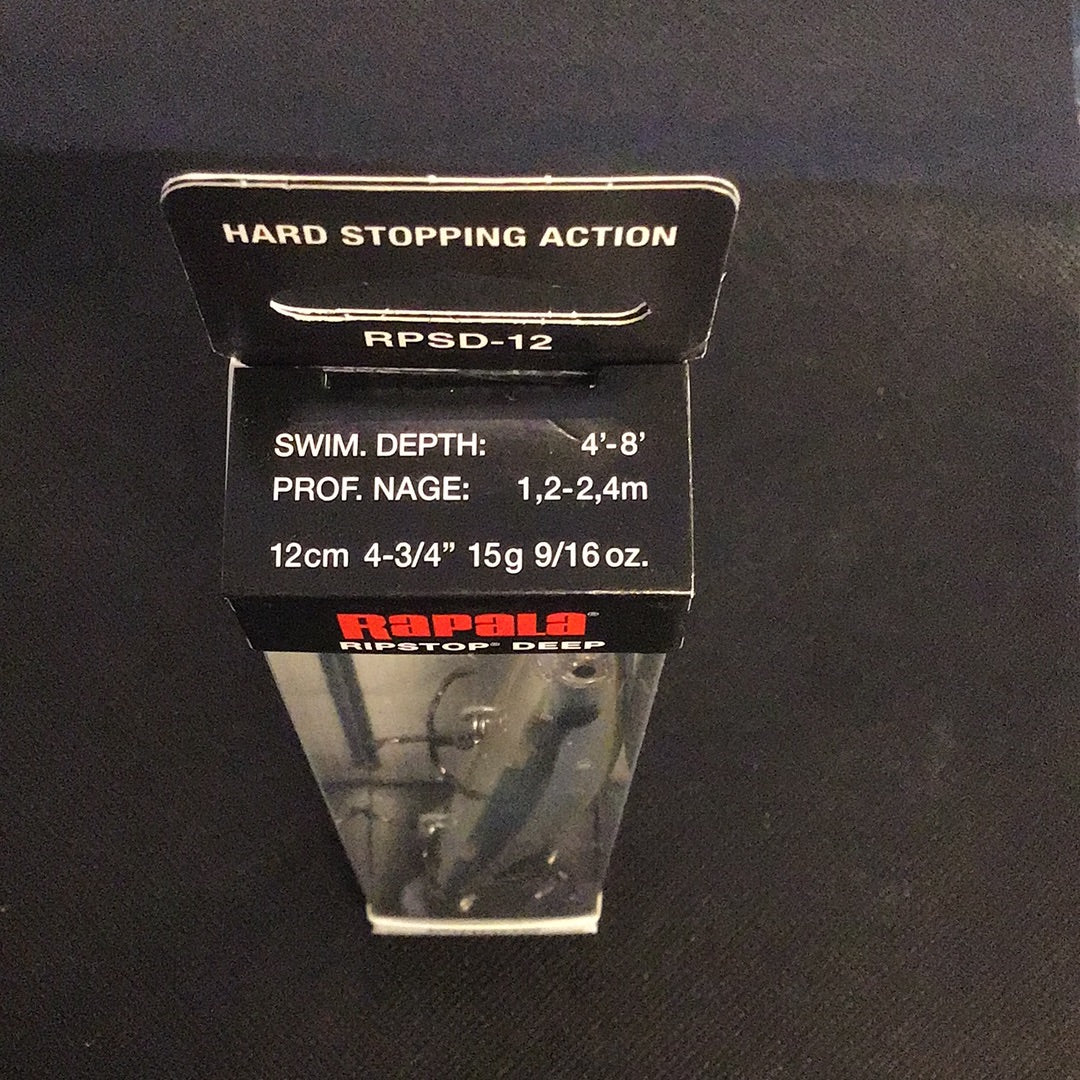 HARD STOPPING ACTION
RPSD-12
SWIM. DEPTH: 4'-8'
PROF. NAGE: 1,2-2,4m
12cm 4-3/4” 15g 9/16 oz.
Rapala®
RIPSTOP® DEEP